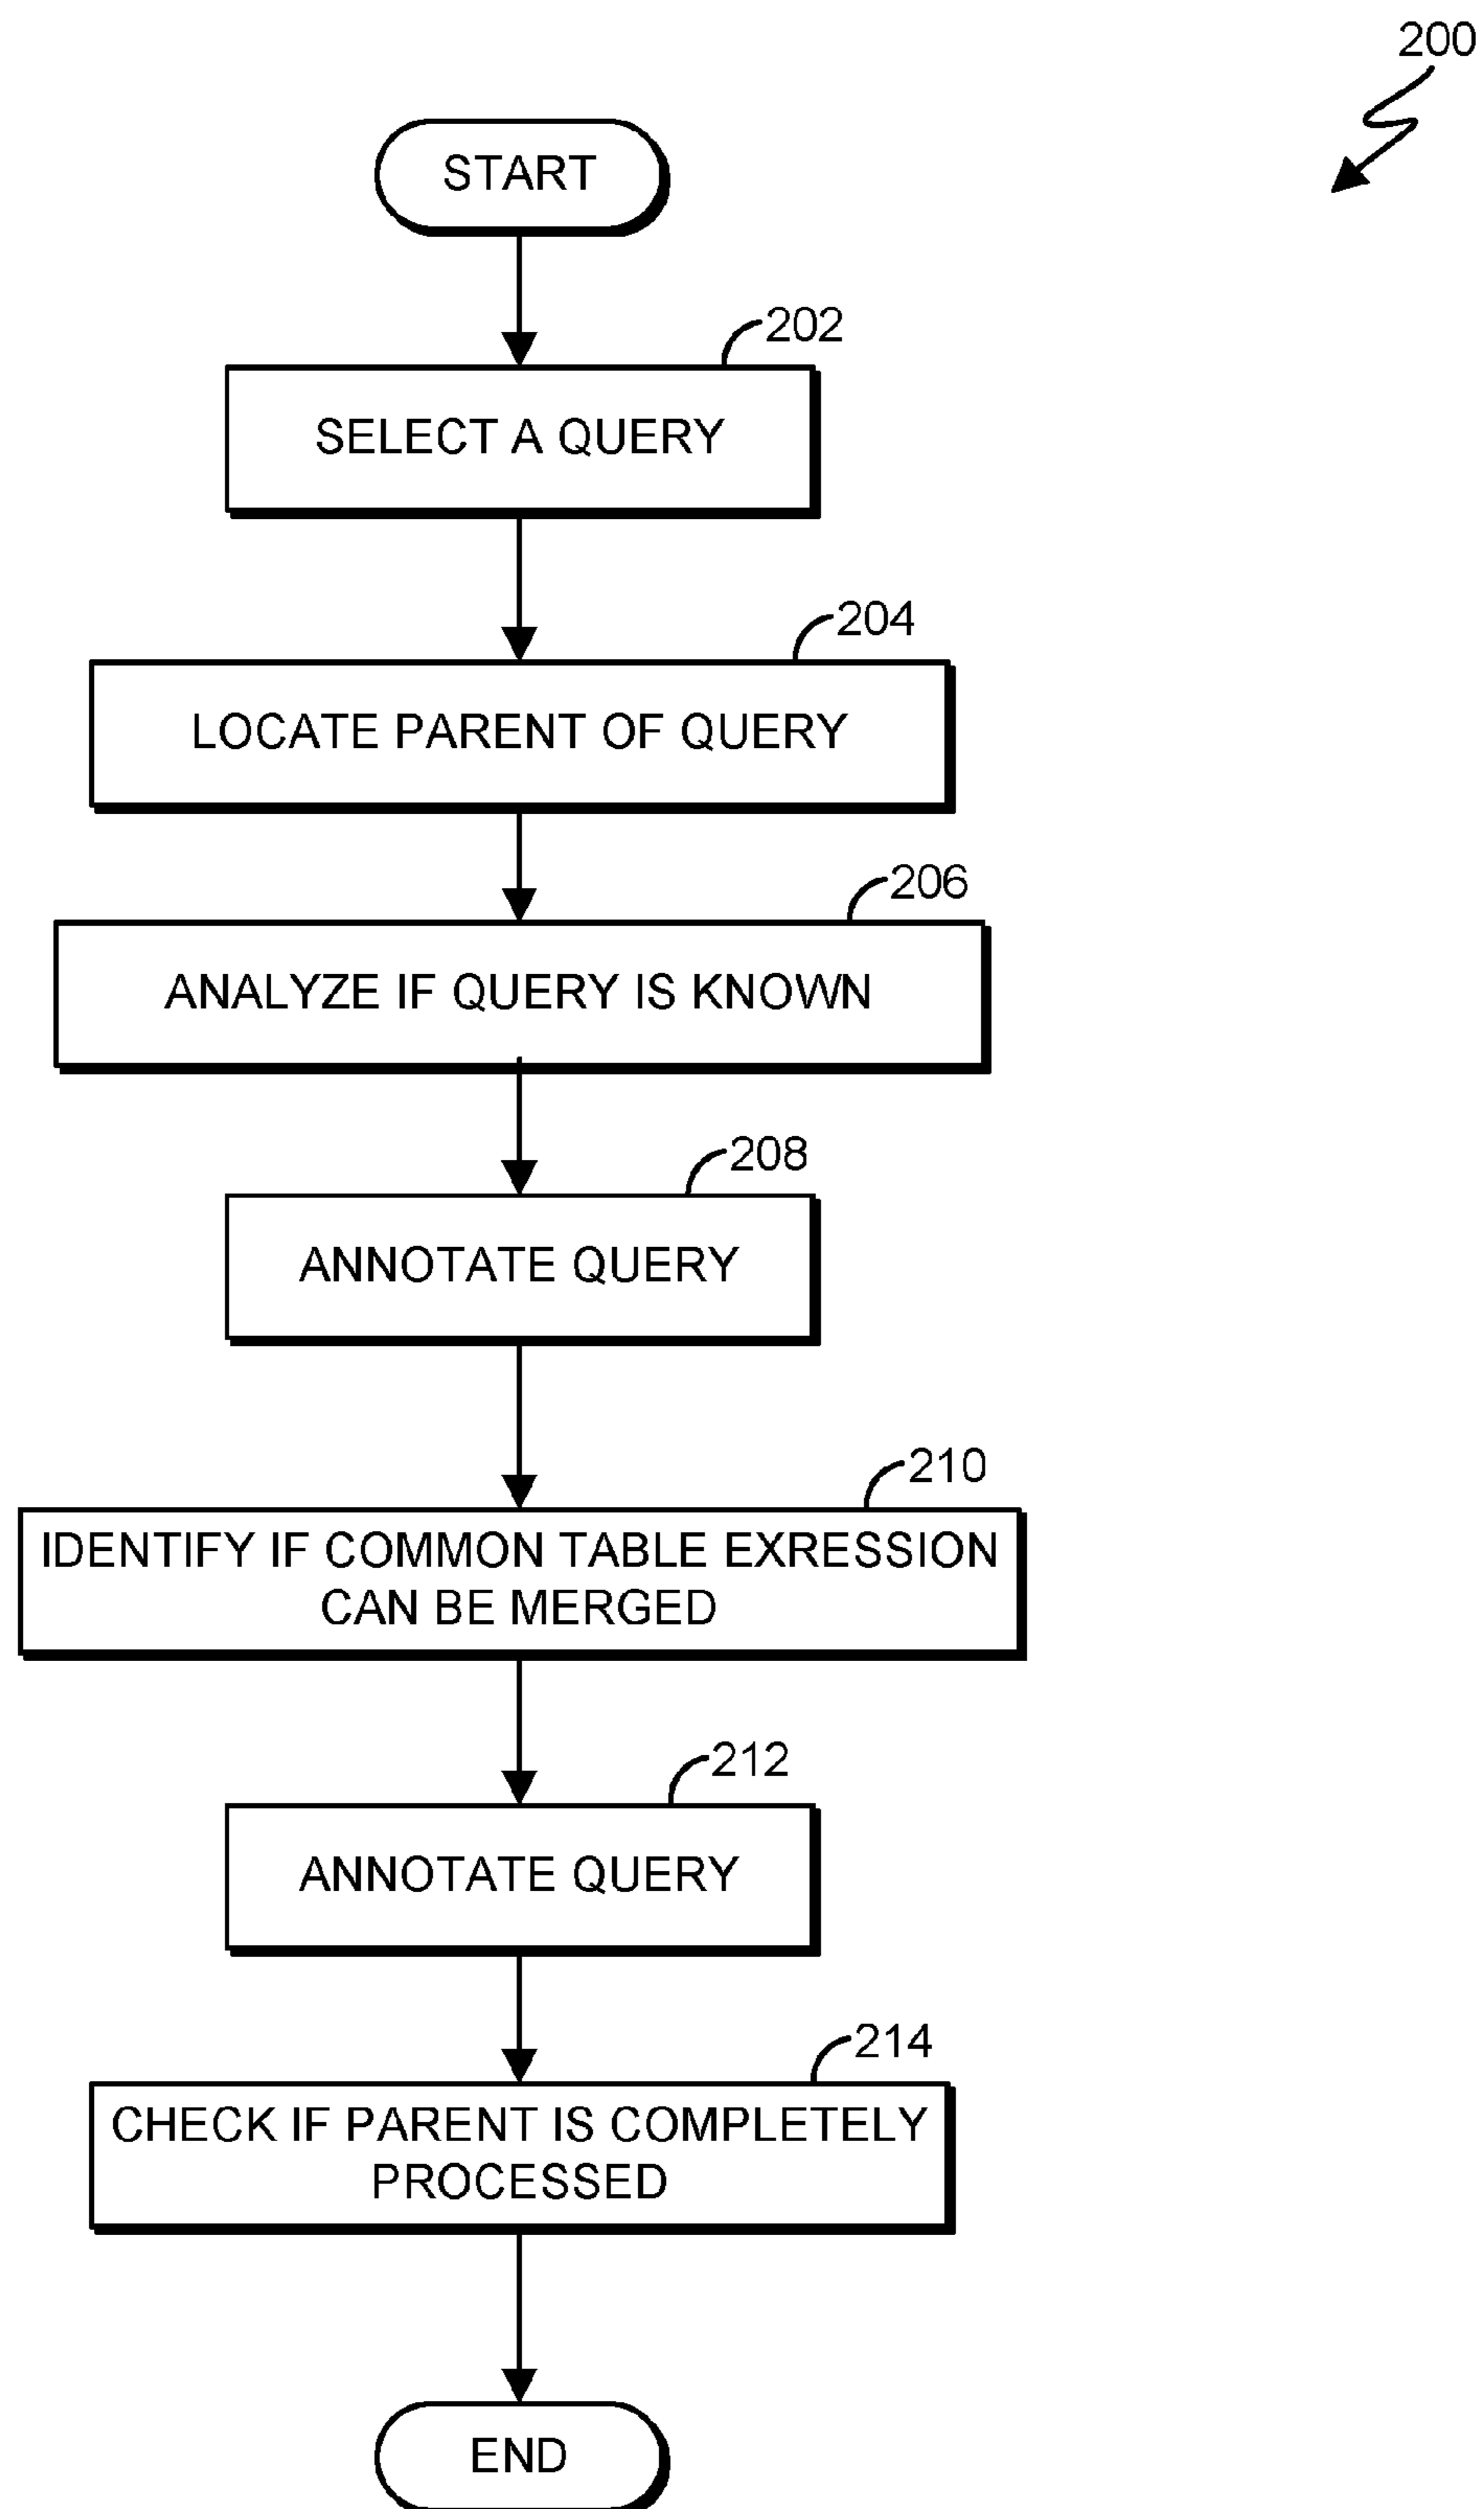 200
START
202
SELECT A QUERY
204
LOCATE PARENT OF QUERY
206
ANALYZE IF QUERY IS KNOWN
208
ANNOTATE QUERY
210
IDENTIFY IF COMMON TABLE EXRESSION
CAN BE MERGED
212
ANNOTATE QUERY
214
CHECK IF PARENT IS COMPLETELY
PROCESSED
END